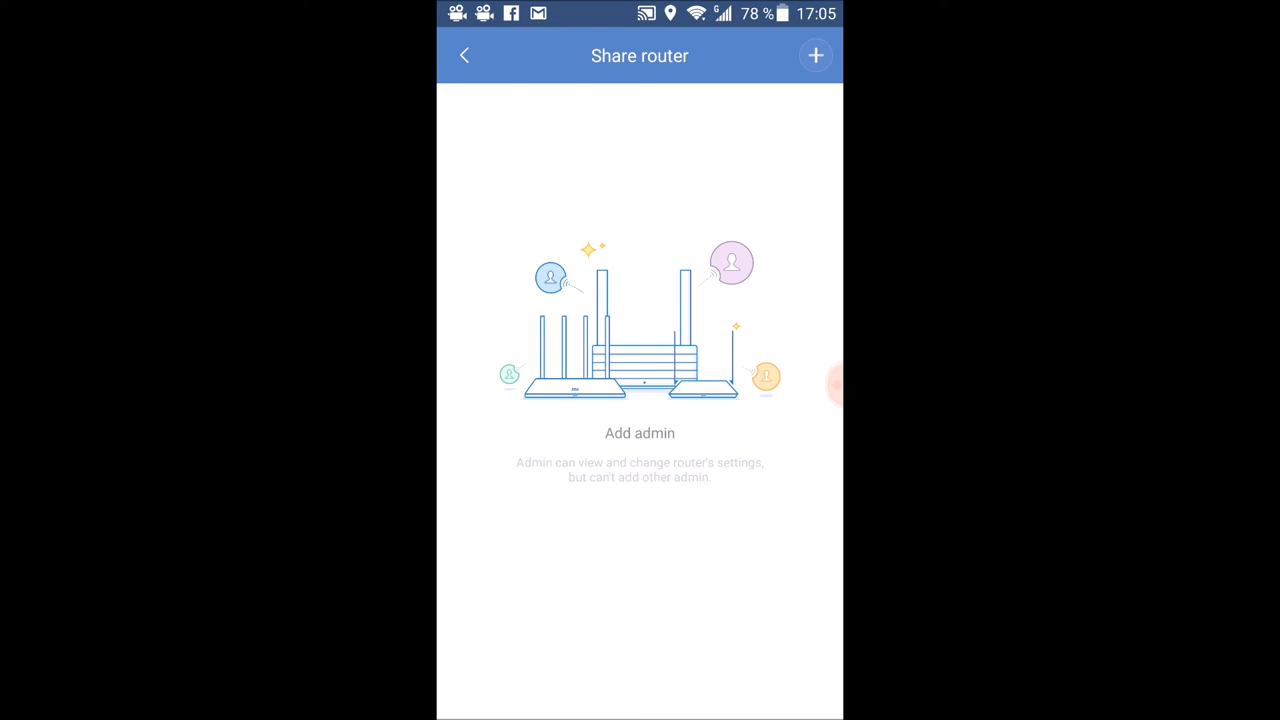 78 % 17:05
Share router
Add admin
Admin can view and change router's settings,
but can't add other admin.